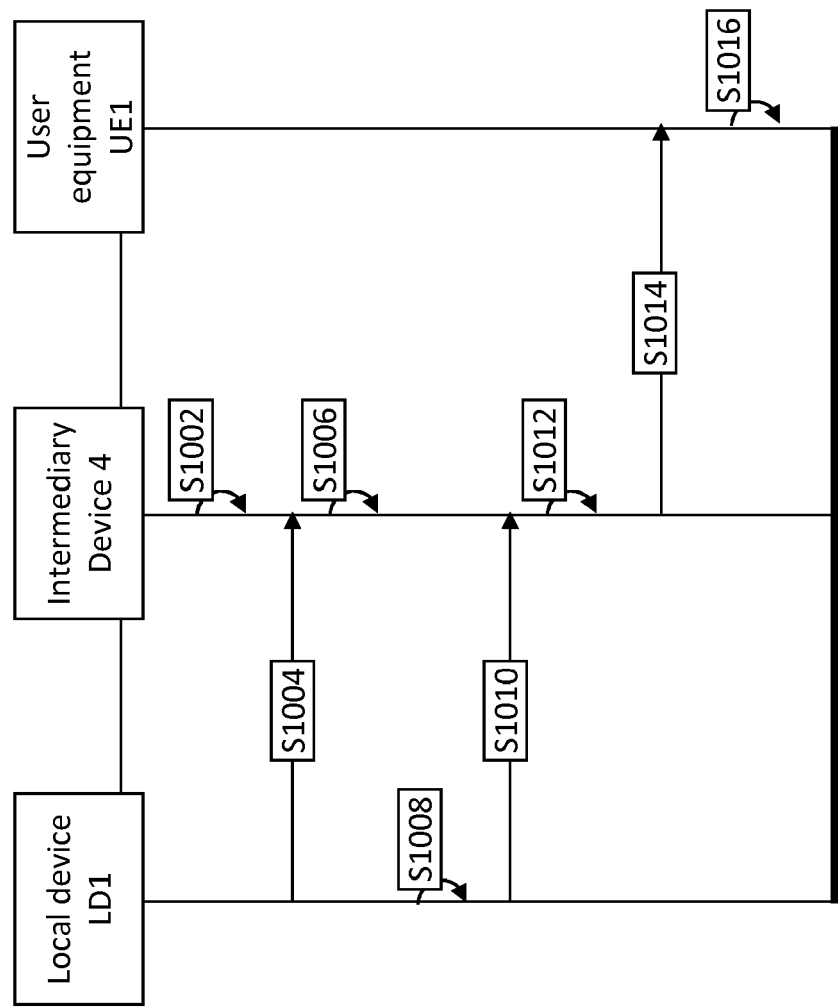 Local device
LD1
Intermediary
Device 4
User
equipment
UE1
S1002
S1004
S1006
S1008
S1010
S1012
S1014
S1016